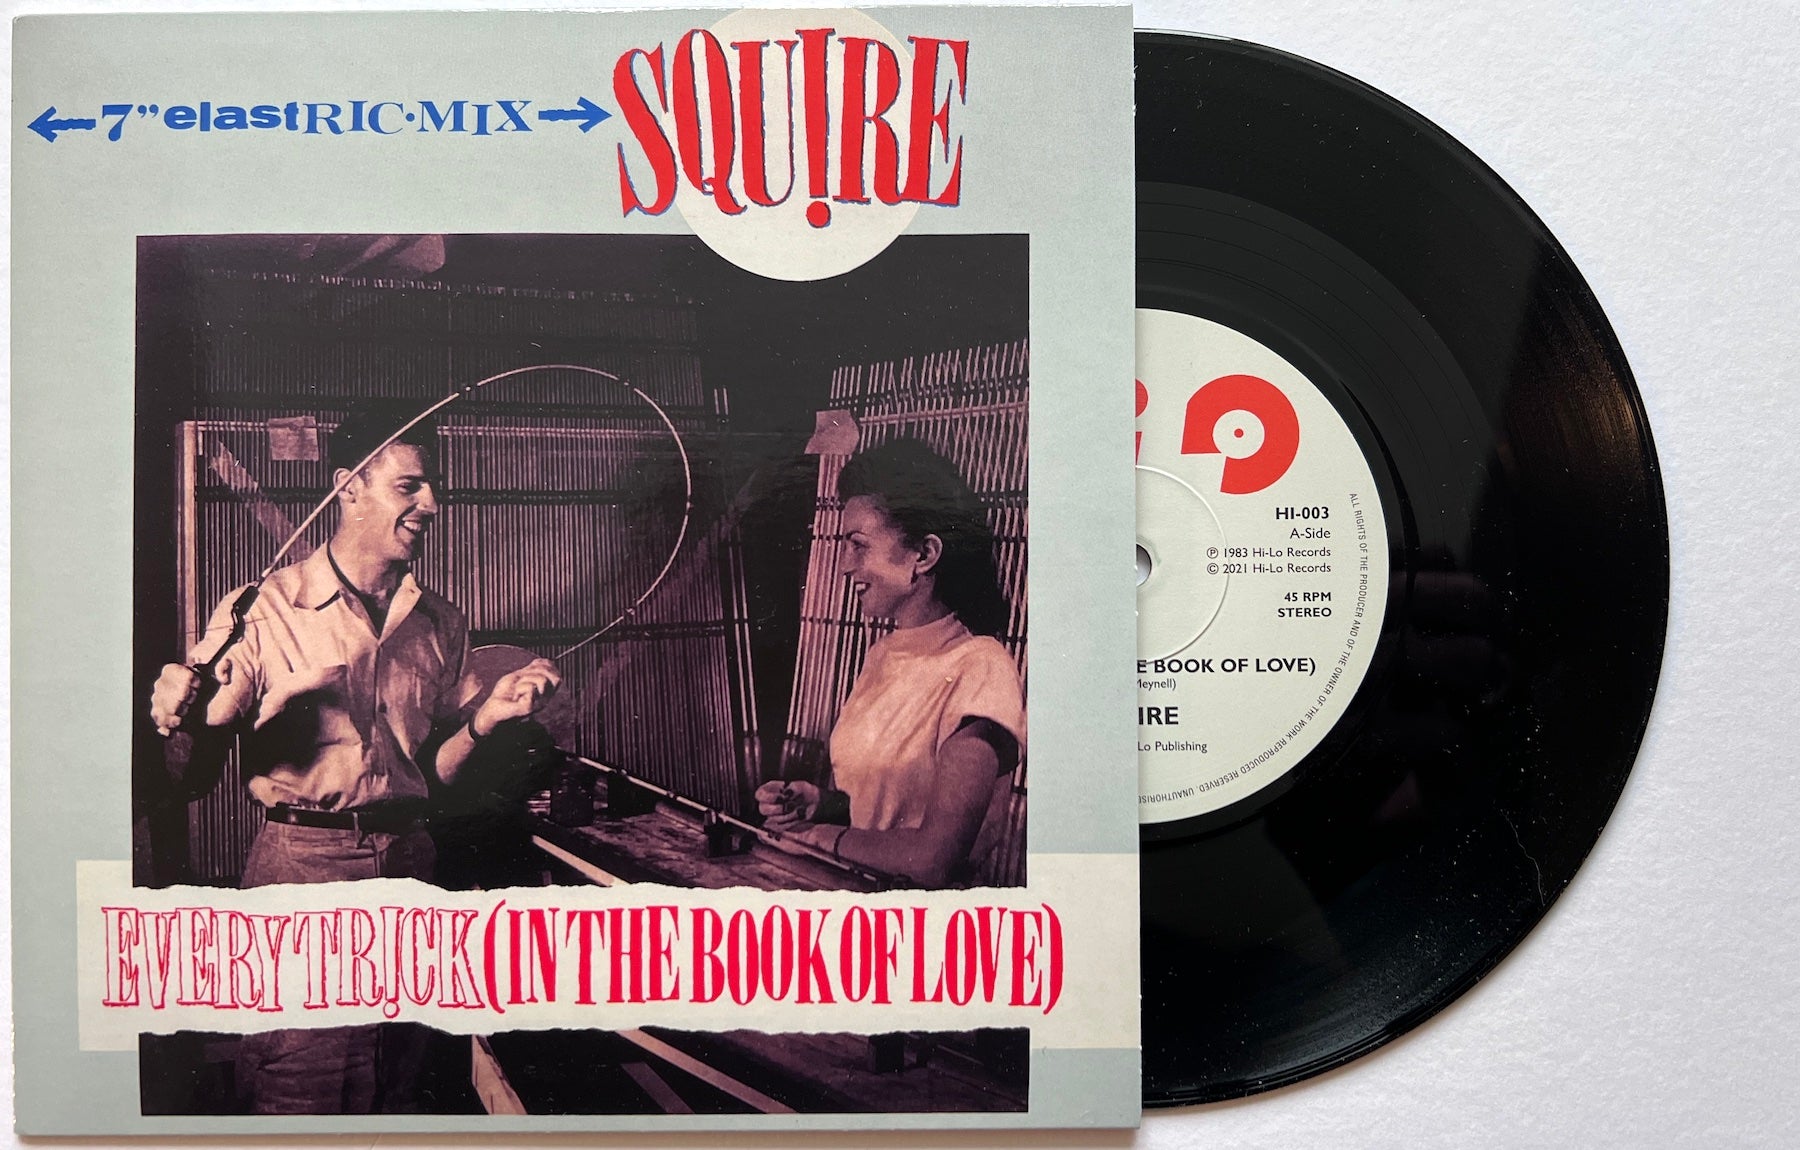 ←7”elastRIC·MIX→
SQU!RE
EVERY TR!CK (IN THE BOOK OF LOVE)
HI-003
A-Side
℗ 1983 Hi-Lo Records
© 2021 Hi-Lo Records
45 RPM
STEREO
E BOOK OF LOVE)
Meynell)
IRE
Lo Publishing
ALL RIGHTS OF THE PRODUCER AND OF THE OWNER OF THE WORK REPRODUCED RESERVED. UNAUTHORISE